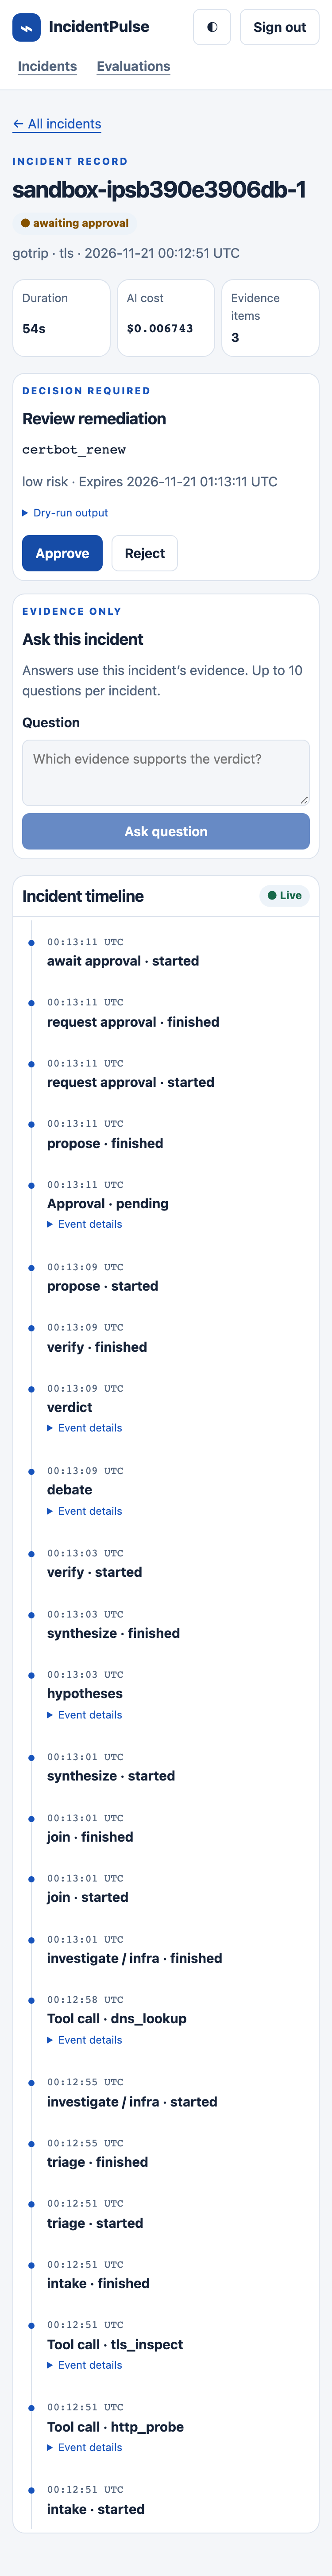 IncidentPulse
Sign out
Incidents
Evaluations
← All incidents
INCIDENT RECORD
sandbox-ipsb390e3906db-1
awaiting approval
gotrip · tls · 2026-11-21 00:12:51 UTC
Duration
54s
AI cost
$0.006743
Evidence
items
3
DECISION REQUIRED
Review remediation
certbot_renew
low risk · Expires 2026-11-21 01:13:11 UTC
Dry-run output
Approve
Reject
EVIDENCE ONLY
Ask this incident
Answers use this incident’s evidence. Up to 10
questions per incident.
Question
Which evidence supports the verdict?
Ask question
Incident timeline
Live
00:13:11 UTC
await approval · started
00:13:11 UTC
request approval · finished
00:13:11 UTC
request approval · started
00:13:11 UTC
propose · finished
00:13:11 UTC
Approval · pending
Event details
00:13:09 UTC
propose · started
00:13:09 UTC
verify · finished
00:13:09 UTC
verdict
Event details
00:13:09 UTC
debate
Event details
00:13:03 UTC
verify · started
00:13:03 UTC
synthesize · finished
00:13:03 UTC
hypotheses
Event details
00:13:01 UTC
synthesize · started
00:13:01 UTC
join · finished
00:13:01 UTC
join · started
00:13:01 UTC
investigate / infra · finished
00:12:58 UTC
Tool call · dns_lookup
Event details
00:12:55 UTC
investigate / infra · started
00:12:55 UTC
triage · finished
00:12:51 UTC
triage · started
00:12:51 UTC
intake · finished
00:12:51 UTC
Tool call · tls_inspect
Event details
00:12:51 UTC
Tool call · http_probe
Event details
00:12:51 UTC
intake · started